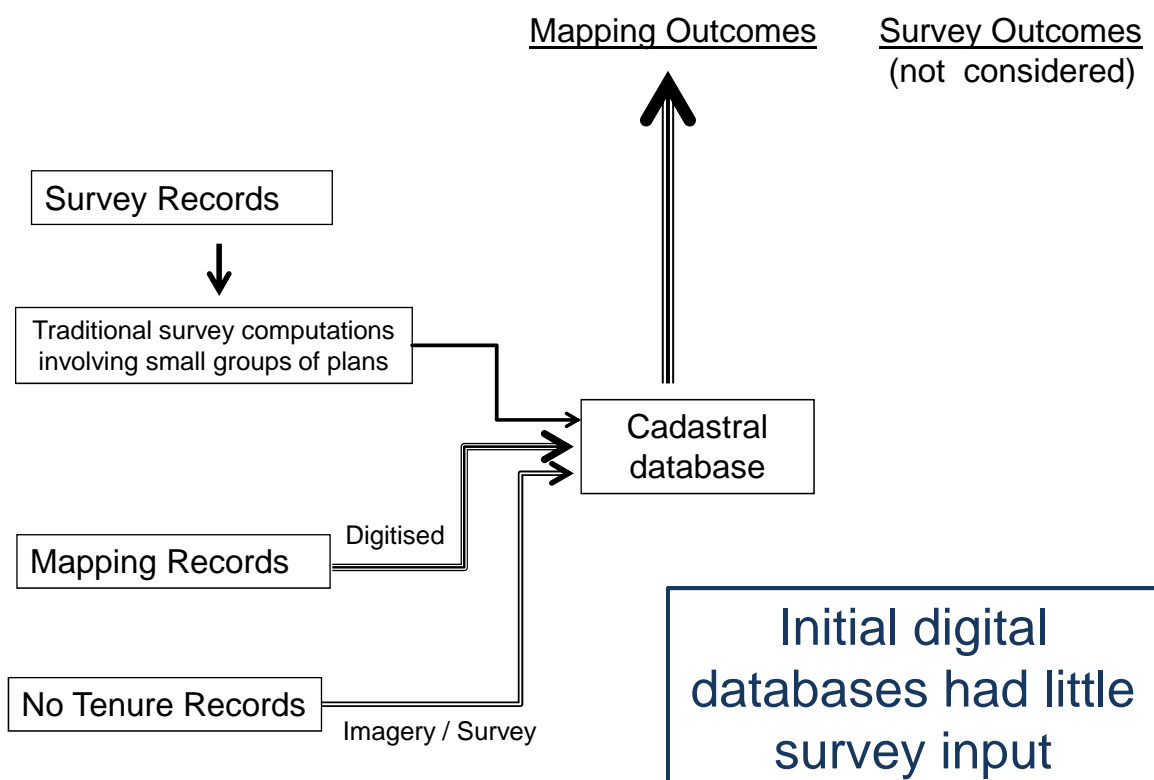 Mapping Outcomes
Survey Outcomes
(not considered)
Survey Records
Traditional survey computations
involving small groups of plans
Cadastral
database
Digitised
Mapping Records
No Tenure Records
Imagery / Survey
Initial digital
databases had little
survey input